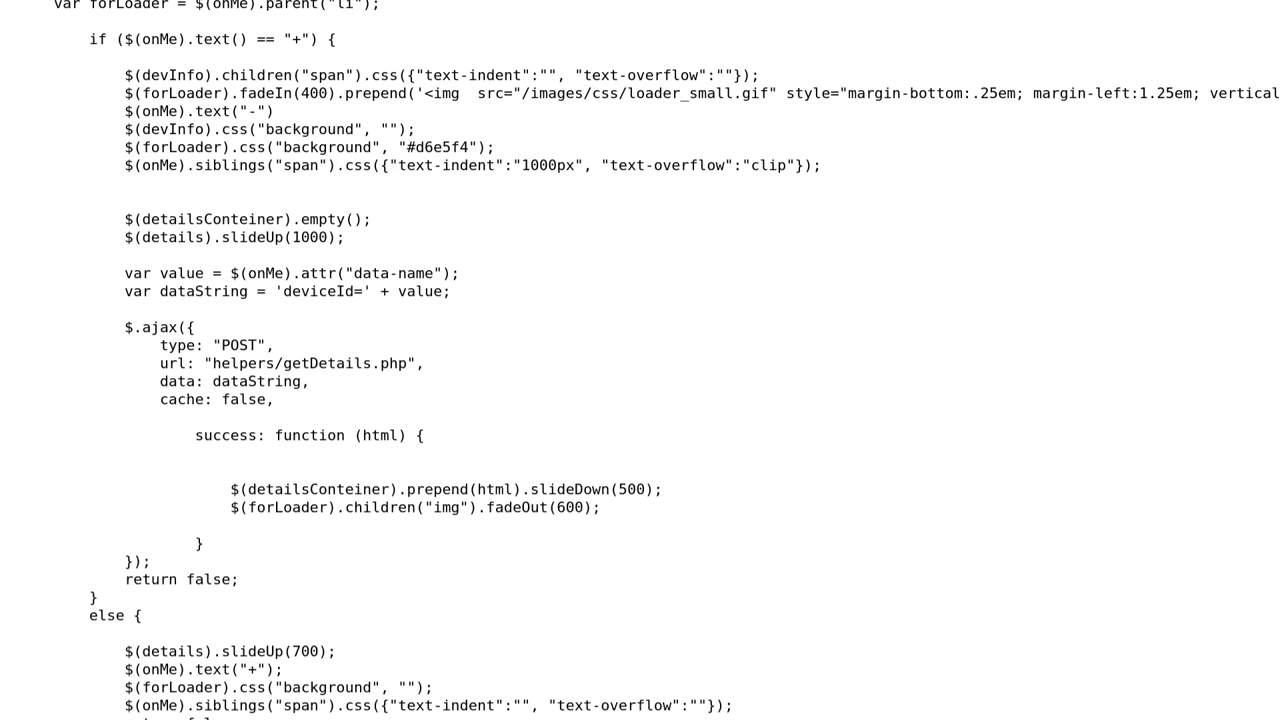 var forLoader = $(onMe).parent("li");
if ($(onMe).text() == "+") {
$(devInfo).children("span").css({"text-indent":"", "text-overflow":""});
$(forLoader).fadeIn(400).prepend('<img  src="/images/css/loader_small.gif" style="margin-bottom:.25em; margin-left:1.25em; vertical
$(onMe).text("-")
$(devInfo).css("background", "");
$(forLoader).css("background", "#d6e5f4");
$(onMe).siblings("span").css({"text-indent":"1000px", "text-overflow":"clip"});
$(detailsConteiner).empty();
$(details).slideUp(1000);
var value = $(onMe).attr("data-name");
var dataString = 'deviceId=' + value;
$.ajax({
type: "POST",
url: "helpers/getDetails.php",
data: dataString,
cache: false,
success: function (html) {
$(detailsConteiner).prepend(html).slideDown(500);
$(forLoader).children("img").fadeOut(600);
}
});
return false;
}
else {
$(details).slideUp(700);
$(onMe).text("+");
$(forLoader).css("background", "");
$(onMe).siblings("span").css({"text-indent":"", "text-overflow":""});